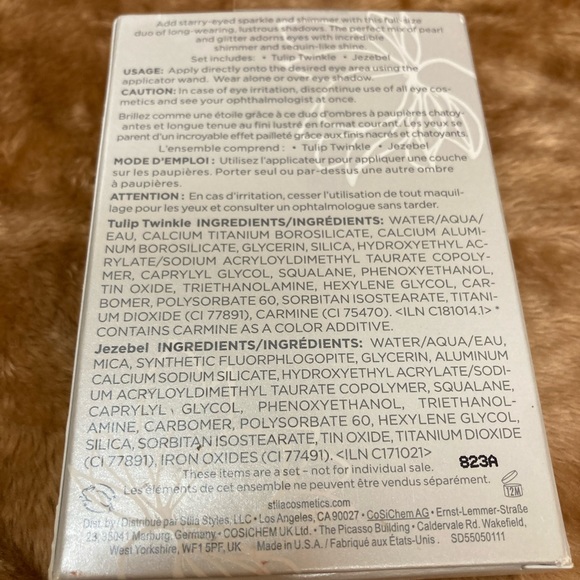 Add starry-eyed sparkle and shimmer with this full-size
duo of long-wearing, lustrous shadows. The perfect mix of pearl
and glitter adorns eyes with incredible
shimmer and sequin-like shine.
Set includes: • Tulip Twinkle • Jezebel
USAGE: Apply directly onto the desired eye area using the
applicator wand. Wear alone or over eye shadow.
CAUTION: In case of eye irritation, discontinue use of all eye cos-
metics and see your ophthalmologist at once.
Brillez comme une étoile grâce à ce duo d'ombres à paupières chatoy-
antes et longue tenue au fini lustré en format courant. Les yeux se
parent d'un incroyable effet pailleté grâce aux finis nacrés et chatoyants.
L'ensemble comprend : • Tulip Twinkle • Jezebel
MODE D'EMPLOI : Utilisez l'applicateur pour appliquer une couche
sur les paupières. Porter seul ou par-dessus une autre ombre
à paupières.
ATTENTION : En cas d'irritation, cesser l'utilisation de tout maquil-
lage pour les yeux et consulter un ophtalmologue sans tarder.
Tulip Twinkle INGREDIENTS/INGRÉDIENTS: WATER/AQUA/
EAU, CALCIUM TITANIUM BOROSILICATE, CALCIUM ALUMI-
NUM BOROSILICATE, GLYCERIN, SILICA, HYDROXYETHYL AC-
RYLATE/SODIUM ACRYLOYLDIMETHYL TAURATE COPOLY-
MER, CAPRYLYL GLYCOL, SQUALANE, PHENOXYETHANOL,
TIN OXIDE, TRIETHANOLAMINE, HEXYLENE GLYCOL, CAR-
BOMER, POLYSORBATE 60, SORBITAN ISOSTEARATE, TITANI-
UM DIOXIDE (CI 77891), CARMINE (CI 75470). <ILN C181014.1> *
CONTAINS CARMINE AS A COLOR ADDITIVE.
Jezebel INGREDIENTS/INGRÉDIENTS: WATER/AQUA/EAU,
MICA, SYNTHETIC FLUORPHLOGOPITE, GLYCERIN, ALUMINUM
CALCIUM SODIUM SILICATE, HYDROXYETHYL ACRYLATE/SODI-
UM ACRYLOYLDIMETHYL TAURATE COPOLYMER, SQUALANE,
CAPRYLYL GLYCOL, PHENOXYETHANOL, TRIETHANOL-
AMINE, CARBOMER, POLYSORBATE 60, HEXYLENE GLYCOL,
SILICA, SORBITAN ISOSTEARATE, TIN OXIDE, TITANIUM DIOXIDE
(CI 77891), IRON OXIDES (CI 77491). <ILN C171021>
823A
These items are a set - not for individual sale.
Les éléments de cet ensemble ne peuvent être vendus séparément.
12M
stilacosmetics.com
Dist. by / Distribué par Stila Styles, LLC • Los Angeles, CA 90027 • CoSiChem AG • Ernst-Lemmer-Straße
23, 35041 Marburg, Germany • COSICHEM UK Ltd. • The Picasso Building • Caldervale Rd. Wakefield,
West Yorkshire, WF1 5PF, UK Made in U.S.A. / Fabriqué aux États-Unis . SD55050111